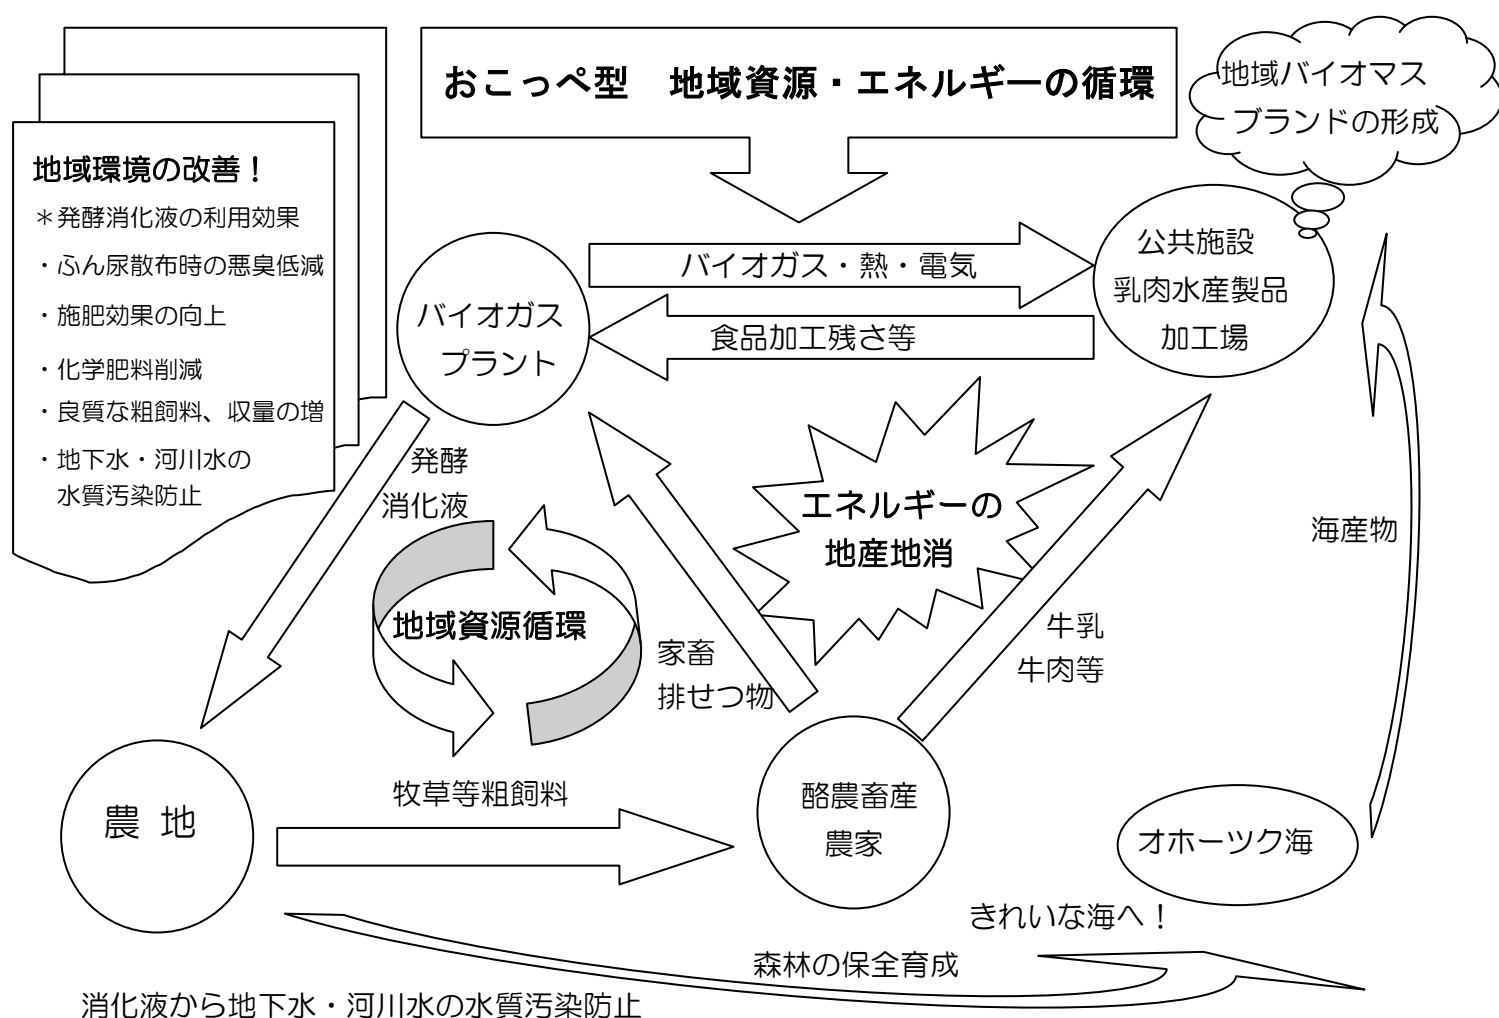 おこっぺ型　地域資源・エネルギーの循環
地域バイオマス
ブランドの形成
地域環境の改善！
＊発酵消化液の利用効果
・ふん尿散布時の悪臭低減
・施肥効果の向上
・化学肥料削減
・良質な粗飼料、収量の増
・地下水・河川水の
水質汚染防止
バイオガス
プラント
バイオガス・熱・電気
食品加工残さ等
公共施設
乳肉水産製品
加工場
発酵
消化液
エネルギーの
地産地消
海産物
地域資源循環
家畜
排せつ物
牛乳
牛肉等
牧草等粗飼料
農 地
酪農畜産
農家
オホーツク海
きれいな海へ！
森林の保全育成
消化液から地下水・河川水の水質汚染防止